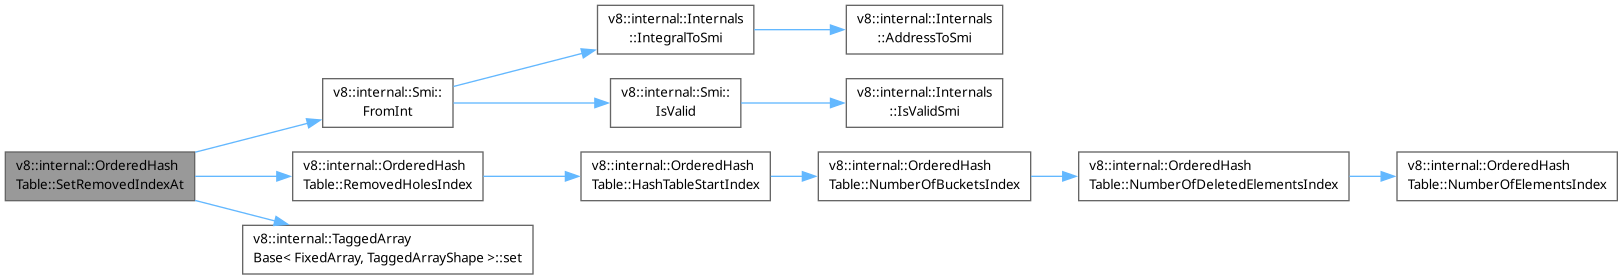 v8::internal::OrderedHash
Table::SetRemovedIndexAt
v8::internal::Smi::
FromInt
v8::internal::Internals
::IntegralToSmi
v8::internal::Internals
::AddressToSmi
v8::internal::Smi::
IsValid
v8::internal::Internals
::IsValidSmi
v8::internal::OrderedHash
Table::RemovedHolesIndex
v8::internal::OrderedHash
Table::HashTableStartIndex
v8::internal::OrderedHash
Table::NumberOfBucketsIndex
v8::internal::OrderedHash
Table::NumberOfDeletedElementsIndex
v8::internal::OrderedHash
Table::NumberOfElementsIndex
v8::internal::TaggedArray
Base< FixedArray, TaggedArrayShape >::set